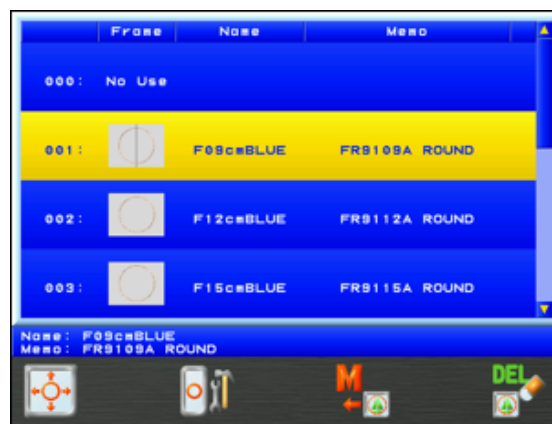 Frame Name Memo
000: No Use
001: F09cmBLUE FR9109A ROUND
002: F12cmBLUE FR9112A ROUND
003: F15cmBLUE FR9115A ROUND
Name: F09cmBLUE
Memo: FR9109A ROUND
M DEL